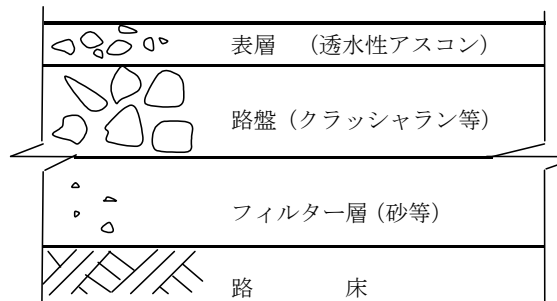 表層　（透水性アスコン）
路盤（クラッシャラン等）
フィルター層（砂等）
路　　　床